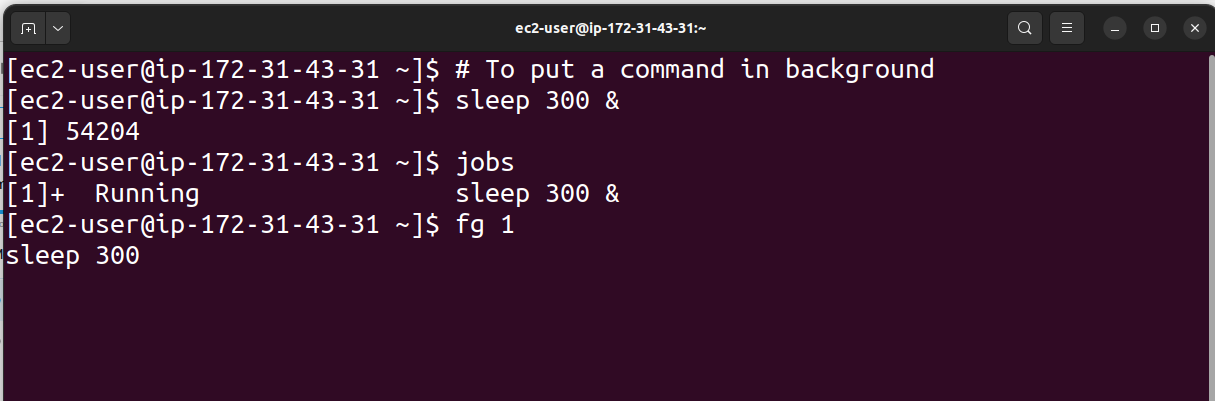 ec2-user@ip-172-31-43-31:~
[ec2-user@ip-172-31-43-31 ~]$ # To put a command in background
[ec2-user@ip-172-31-43-31 ~]$ sleep 300 &
[1] 54204
[ec2-user@ip-172-31-43-31 ~]$ jobs
[1]+  Running                 sleep 300 &
[ec2-user@ip-172-31-43-31 ~]$ fg 1
sleep 300